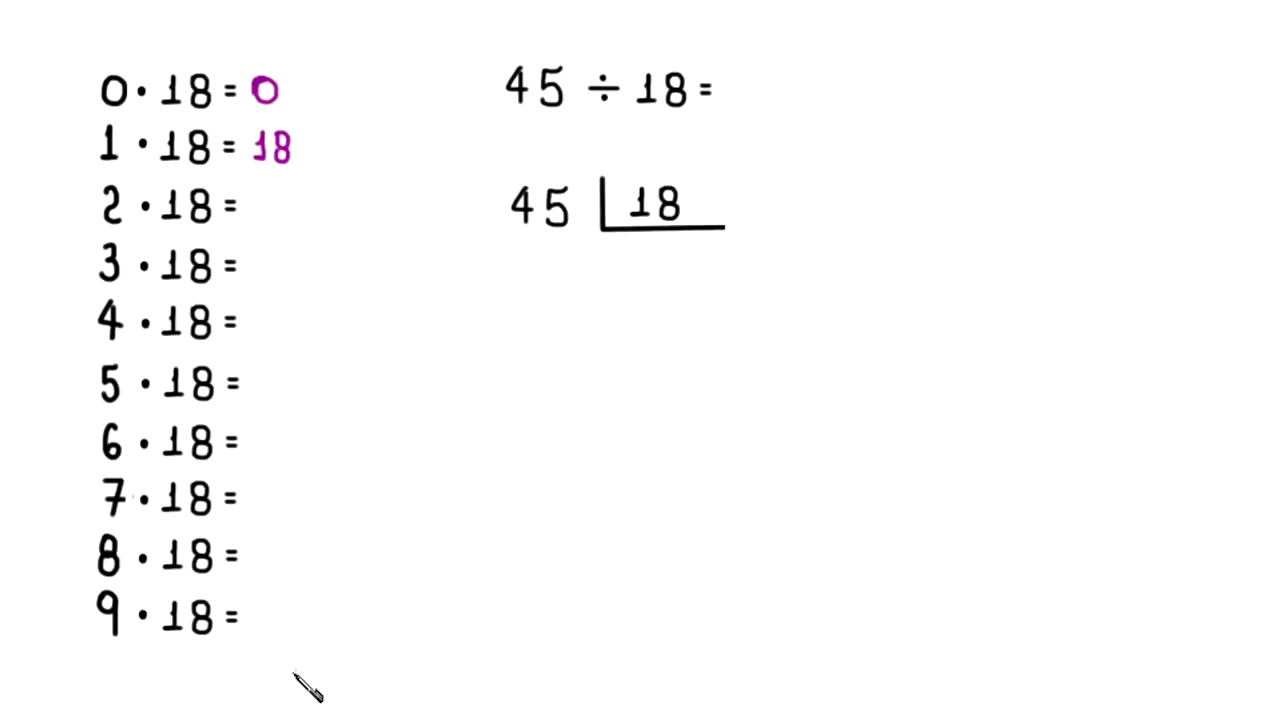 0 · 18 = 0
1 · 18 = 18
2 · 18 =
3 · 18 =
4 · 18 =
5 · 18 =
6 · 18 =
7 · 18 =
8 · 18 =
9 · 18 =
45 ÷ 18 =
45 18